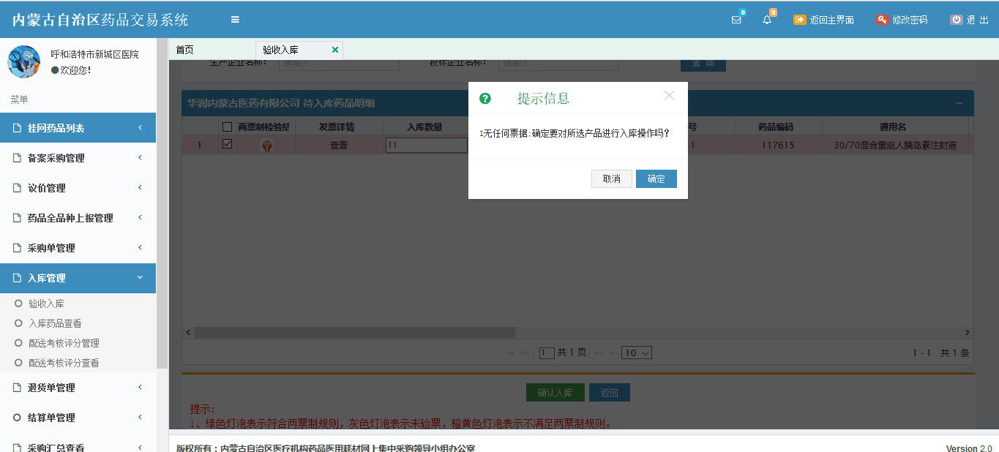 内蒙古自治区药品交易系统
0
0
返回主界面
修改密码
退 出
呼和浩特市新城区医院
欢迎您!
菜单
挂网药品列表
备案采购管理
议价管理
药品全品种上报管理
采购单管理
入库管理
验收入库
入库药品查看
配送考核评分管理
配送考核评分查看
退货单管理
结算单管理
采购汇总查看
首页
验收入库
生产企业名称:
请输入...
投标企业名称:
请输入...
查 询
华润内蒙古医药有限公司 待入库药品明细
两票制检验结
发票详情
入库数量
号
药品编码
通用名
1
查看
11
1
117615
30/70混合重组人胰岛素注射液
提示信息
1无任何票据:确定要对所选产品进行入库操作吗?
取消
确定
1
共 1 页
10
1 - 1 共 1 条
确认入库
返回
提示:
1、绿色灯泡表示符合两票制规则，灰色灯泡表示未验票，橙黄色灯泡表示不满足两票制规则。
版权所有：内蒙古自治区医疗机构药品医用耗材网上集中采购领导小组办公室
Version 2.0